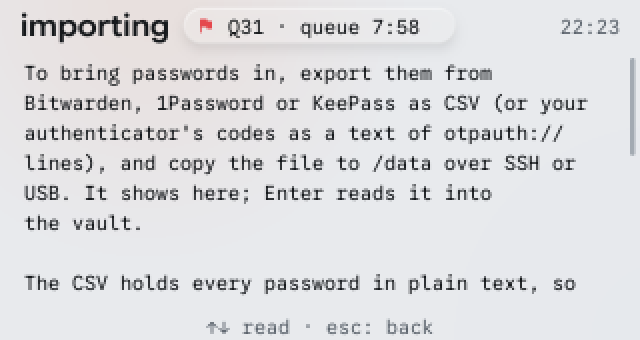 importing Q31 · queue 7:58 22:23
To bring passwords in, export them from
Bitwarden, 1Password or KeePass as CSV (or your
authenticator's codes as a text of otpauth://
lines), and copy the file to /data over SSH or
USB. It shows here; Enter reads it into
the vault.
The CSV holds every password in plain text, so
↑↓ read · esc: back